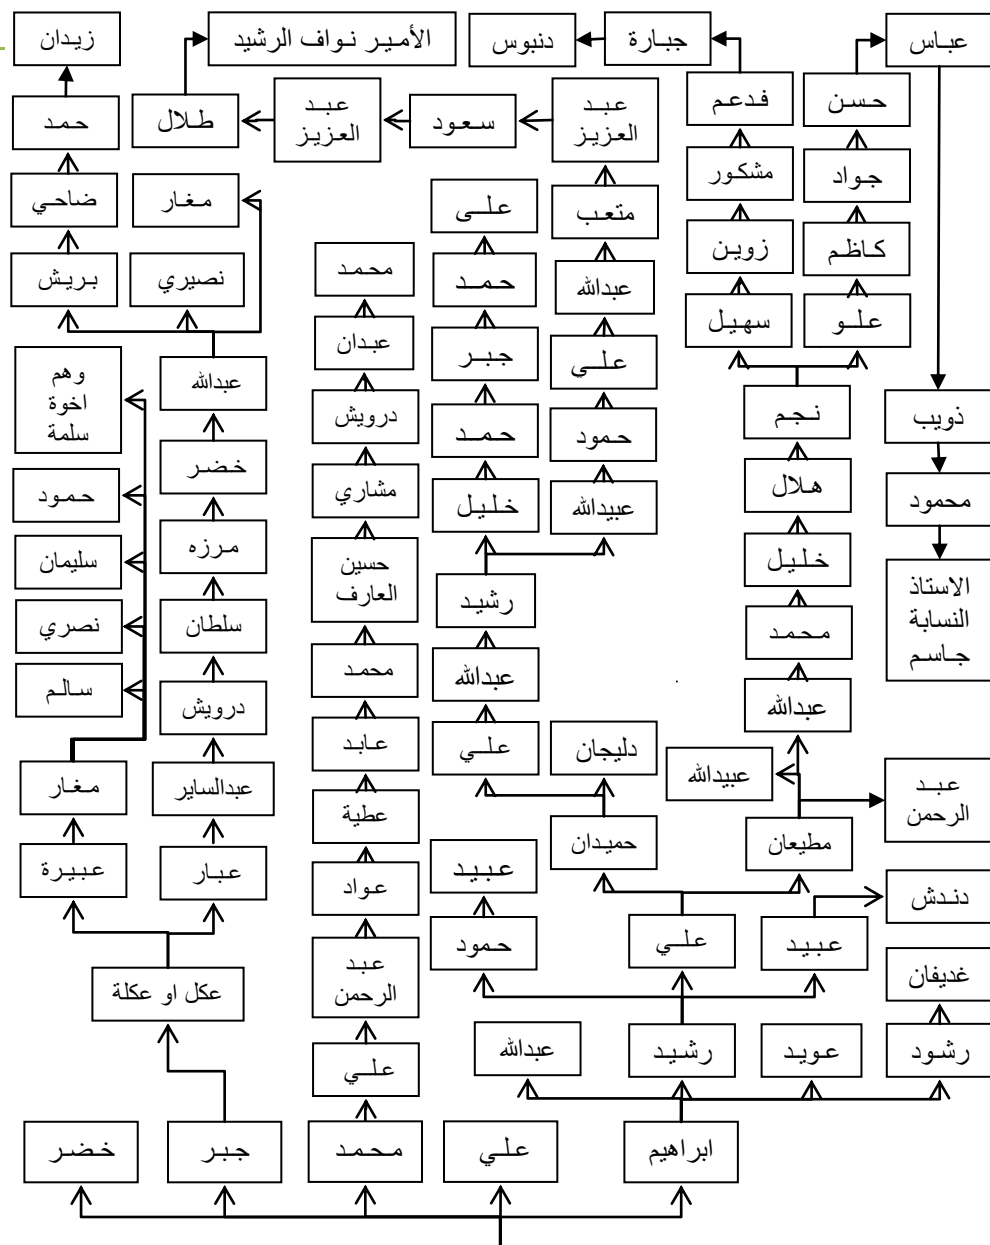 عباس
جبارة
دنبوس
الأمير نواف الرشيد
زيدان
حسن
فدعم
عبد
العزيز
سعود
عبد
العزيز
طلال
حمد
جواد
مشكور
متعب
على
مغار
ضاحي
كاظم
زوين
عبدالله
حمد
محمد
نصيري
بريش
علو
سهيل
علي
جبر
عبدان
عبدالله
وهم
اخوة
سلمة
ذويب
نجم
حمود
حمد
درويش
خضر
محمود
هلال
عبيدالله
خليل
مشاري
مرزه
حمود
خليل
حسين
العارف
سليمان
الاستاذ
النسابة
جاسم
محمد
رشيد
سلطان
نصري
عبدالله
عبدالله
محمد
درويش
سالم
عبيدالله
دليجان
علي
عابد
عبدالساير
مغار
عبد
الرحمن
مطيعان
حميدان
عطية
عبار
عبيرة
دندش
عبيد
عواد
عبيد
علي
حمود
عبد
الرحمن
غديفان
عكل او عكلة
رشود
عويد
رشيد
عبدالله
علي
ابراهيم
علي
محمد
جبر
خضر